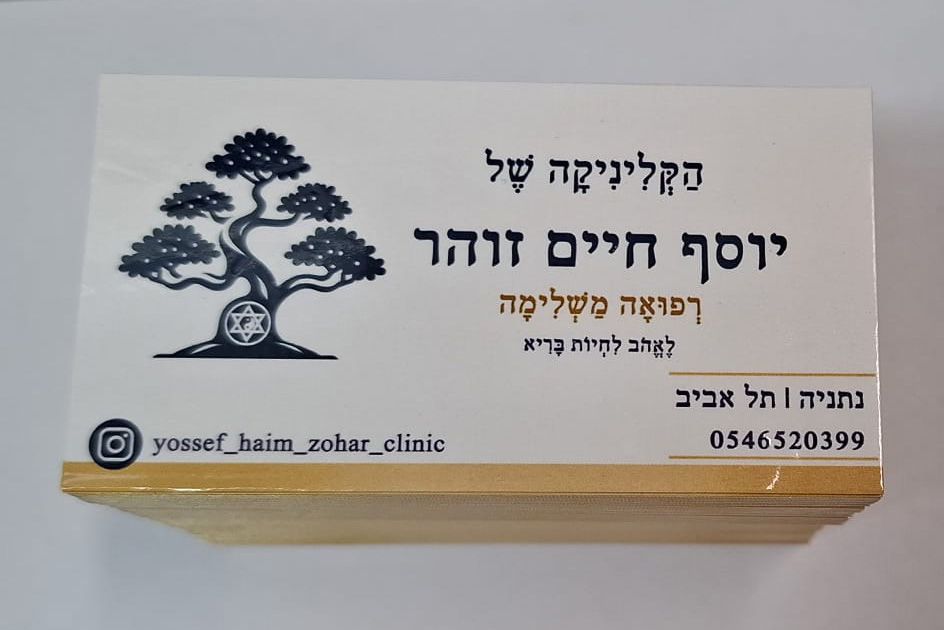 הַקְּלִינִיקָה שֶׁל
יוסף חיים זוהר
רְפוּאָה מַשְׁלִימָה
לֶאֱהֹב לִחְיוֹת בָּרִיא
נתניה | תל אביב
0546520399
yossef_haim_zohar_clinic